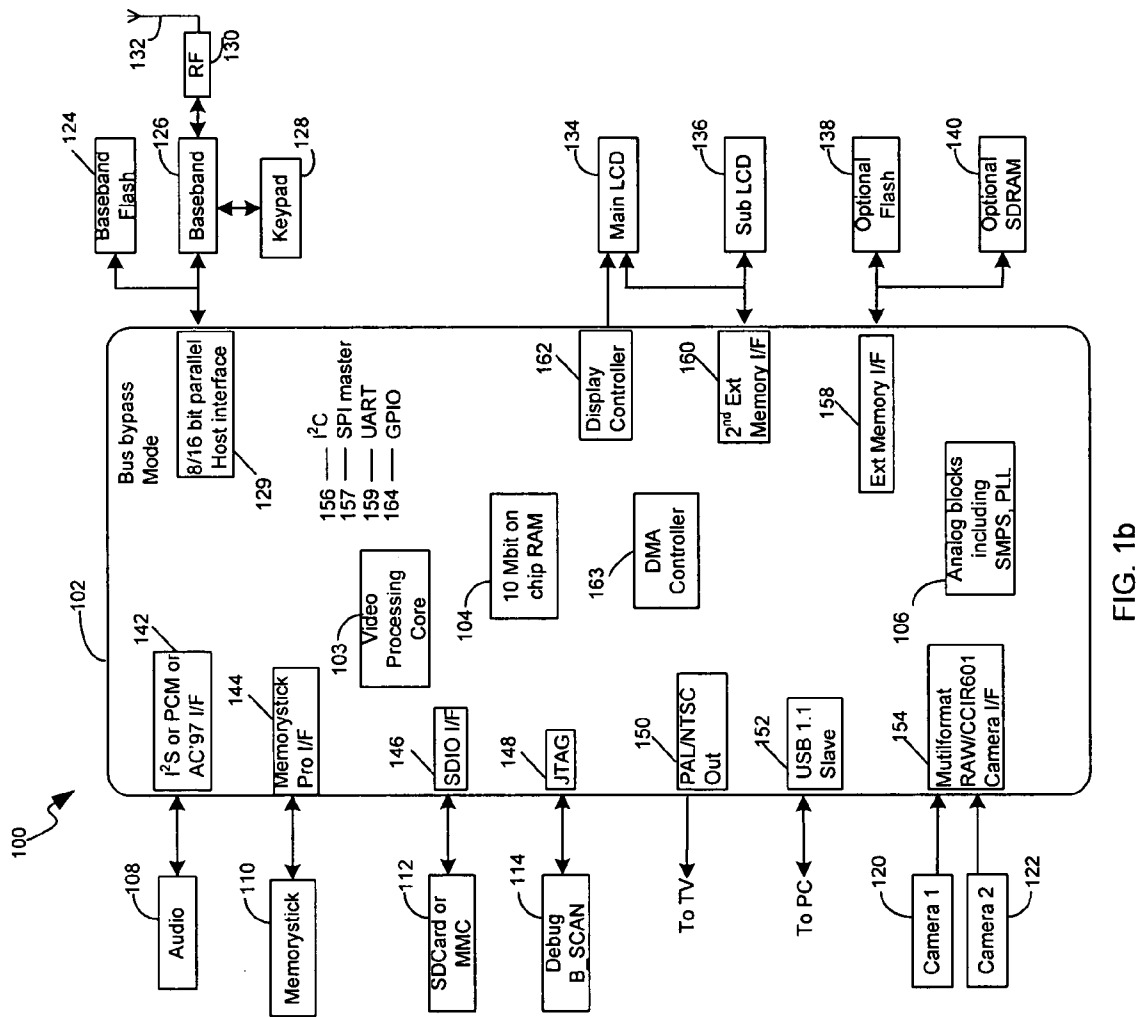 100
102
Audio
108
I²S or PCM or
AC'97 I/F
142
Memorystick
110
Memorystick
Pro I/F
144
SDCard or
MMC
112
SDIO I/F
146
Debug
B_SCAN
114
JTAG
148
To TV
PAL/NTSC
Out
150
To PC
USB 1.1
Slave
152
Camera 1
120
Camera 2
122
Mutilformat
RAW/CCIR601
Camera I/F
154
103
Video
Processing
Core
104
10 Mbit on
chip RAM
163
DMA
Controller
106
Analog blocks
including
SMPS, PLL
Bus bypass
Mode
8/16 bit parallel
Host interface
129
156 I²C
157 SPI master
159 UART
164 GPIO
162
Display
Controller
160
2nd Ext
Memory I/F
158
Ext Memory I/F
124
Baseband
Flash
126
Baseband
128
Keypad
RF
130
132
134
Main LCD
136
Sub LCD
138
Optional
Flash
140
Optional
SDRAM
FIG. 1b